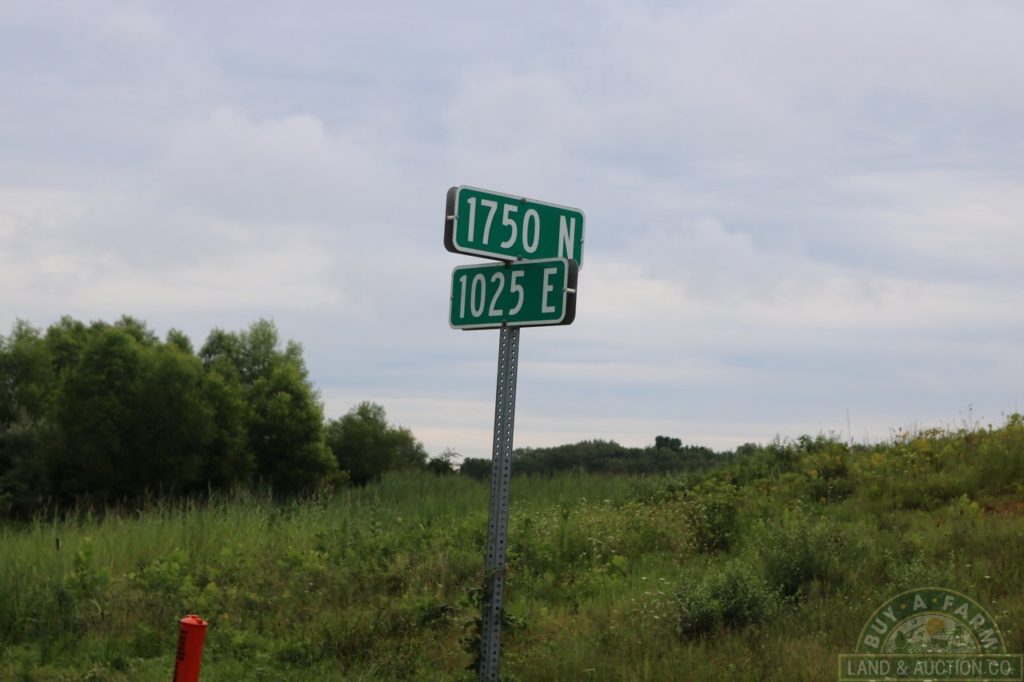 1750 N
1025 E
BUY · A · FARM
LAND & AUCTION CO.